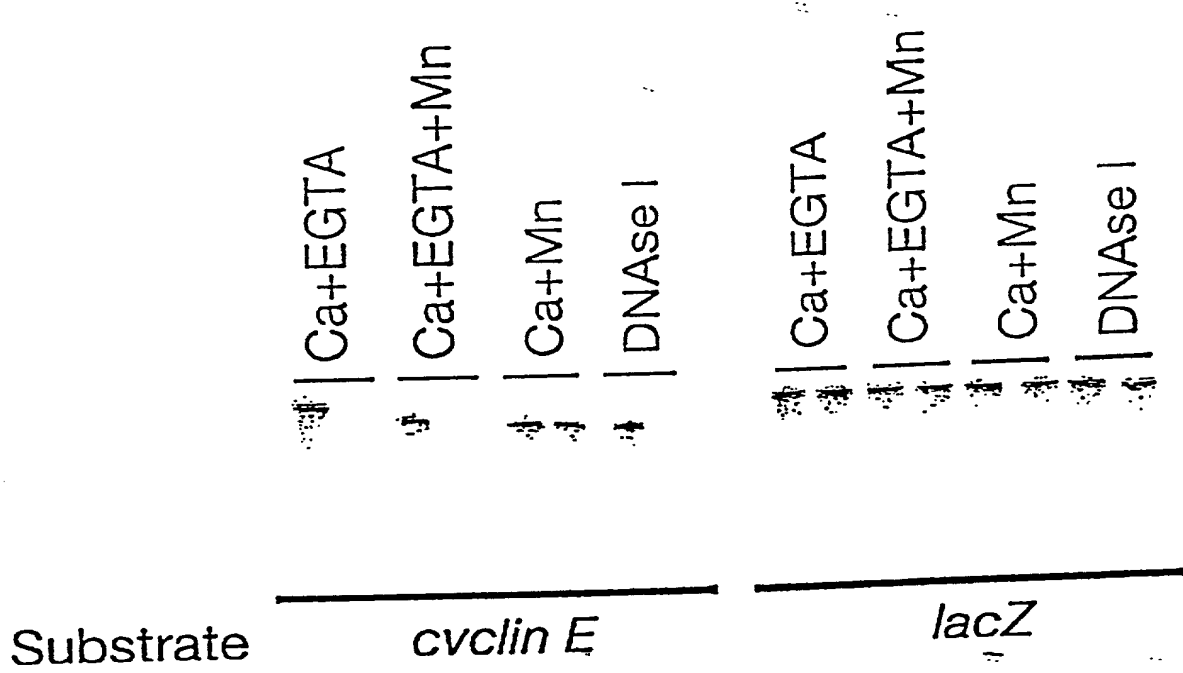 Ca+EGTA
Ca+EGTA+Mn
Ca+Mn
DNAse I
Ca+EGTA
Ca+EGTA+Mn
Ca+Mn
DNAse I
Substrate cvclin E lacZ